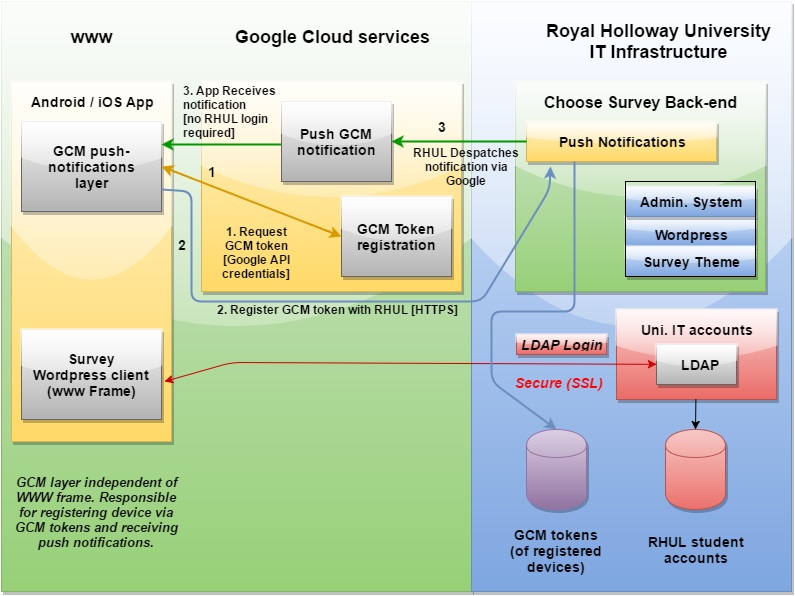 www
Google Cloud services
Royal Holloway University
IT Infrastructure
Android / iOS App
GCM push-
notifications
layer
3. App Receives
notification
[no RHUL login
required]
Push GCM
notification
3
RHUL Despatches
notification via
Google
Choose Survey Back-end
Push Notifications
1
1. Request
GCM token
[Google API
credentials]
GCM Token
registration
Admin. System
Wordpress
Survey Theme
2
2. Register GCM token with RHUL [HTTPS]
Survey
Wordpress client
(www Frame)
LDAP Login
Secure (SSL)
Uni. IT accounts
LDAP
GCM layer independent of
WWW frame. Responsible
for registering device via
GCM tokens and receiving
push notifications.
GCM tokens
(of registered
devices)
RHUL student
accounts